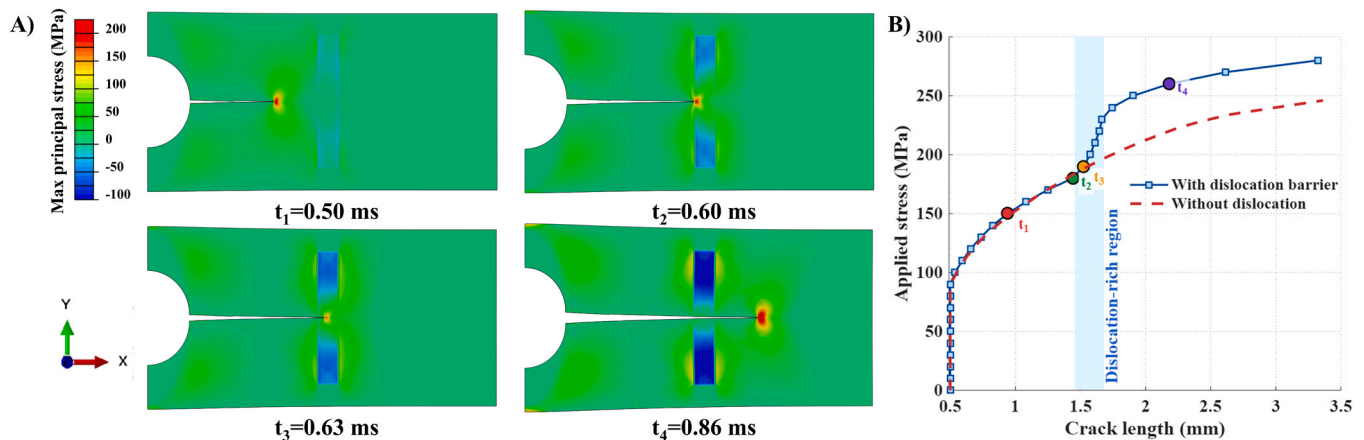 A)
Max principal stress (MPa)
200
150
100
50
0
-50
-100
t₁=0.50 ms
t₂=0.60 ms
Y
X
t₃=0.63 ms
t₄=0.86 ms
B)
Applied stress (MPa)
300
250
200
150
100
50
0
t₁
t₂
t₃
t₄
With dislocation barrier
Without dislocation
Dislocation-rich region
0.5 1 1.5 2 2.5 3 3.5
Crack length (mm)